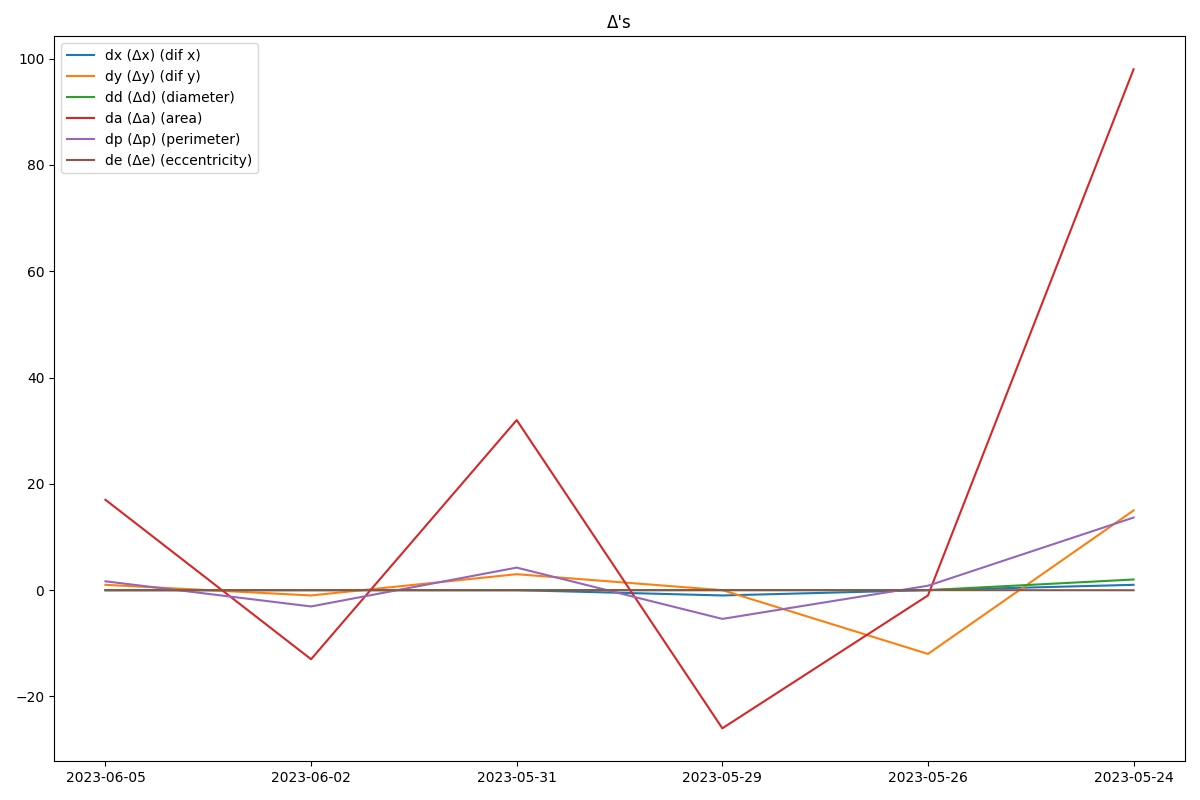 Δ's
dx (Δx) (dif x)
dy (Δy) (dif y)
dd (Δd) (diameter)
da (Δa) (area)
dp (Δp) (perimeter)
de (Δe) (eccentricity)
100
80
60
40
20
0
−20
2023-06-05 2023-06-02 2023-05-31 2023-05-29 2023-05-26 2023-05-24